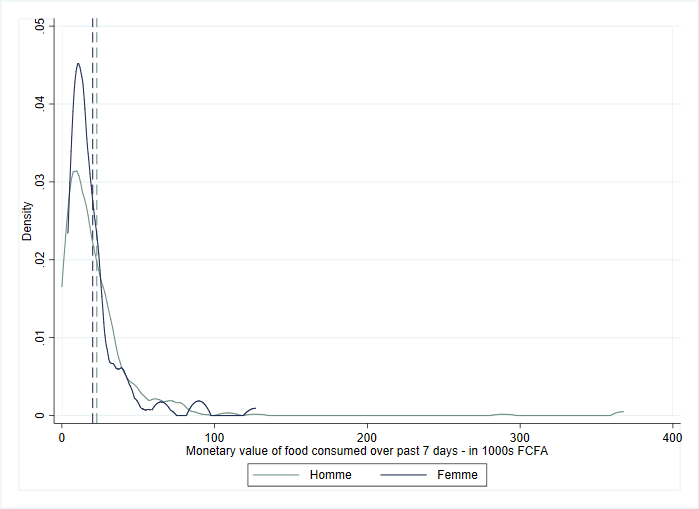 .05
.04
.03
.02
.01
0
Density
0 100 200 300 400
Monetary value of food consumed over past 7 days - in 1000s FCFA
Homme Femme